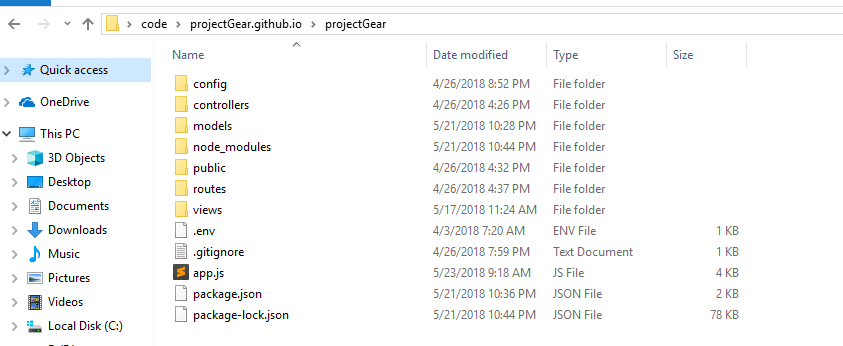 code > projectGear.github.io > projectGear
Name Date modified Type Size
Quick access
OneDrive
This PC
3D Objects
Desktop
Documents
Downloads
Music
Pictures
Videos
Local Disk (C:)
config 4/26/2018 8:52 PM File folder
controllers 4/26/2018 4:26 PM File folder
models 5/21/2018 10:28 PM File folder
node_modules 5/21/2018 10:44 PM File folder
public 4/26/2018 4:32 PM File folder
routes 4/26/2018 4:37 PM File folder
views 5/17/2018 11:24 AM File folder
.env 4/3/2018 7:20 AM ENV File 1 KB
.gitignore 4/26/2018 7:59 PM Text Document 1 KB
app.js 5/23/2018 9:18 AM JS File 4 KB
package.json 5/21/2018 10:36 PM JSON File 2 KB
package-lock.json 5/21/2018 10:44 PM JSON File 78 KB